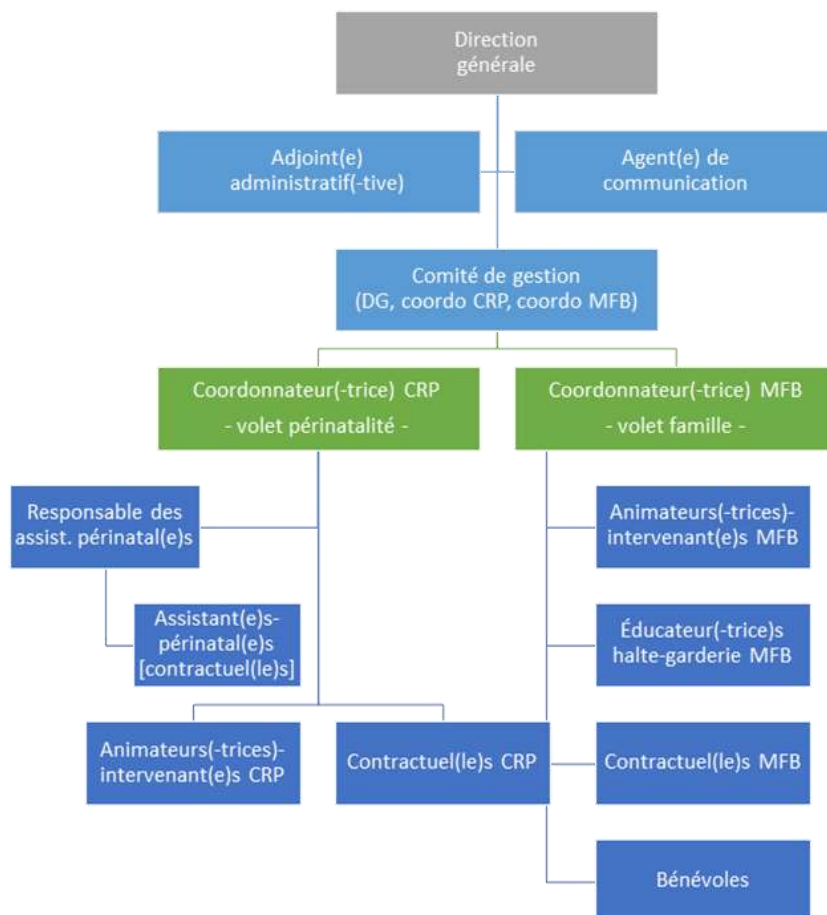 Direction
générale
Adjoint(e)
administratif(-tive)
Agent(e) de
communication
Comité de gestion
(DG, coordo CRP, coordo MFB)
Coordonnateur(-trice) CRP
- volet périnatalité -
Coordonnateur(-trice) MFB
- volet famille -
Responsable des
assist. périnatal(e)s
Animateurs(-trices)-
intervenant(e)s MFB
Assistant(e)s-
périnatal(e)s
[contractuel(le)s]
Éducateur(-trice)s
halte-garderie MFB
Animateurs(-trices)-
intervenant(e)s CRP
Contractuel(le)s CRP
Contractuel(le)s MFB
Bénévoles